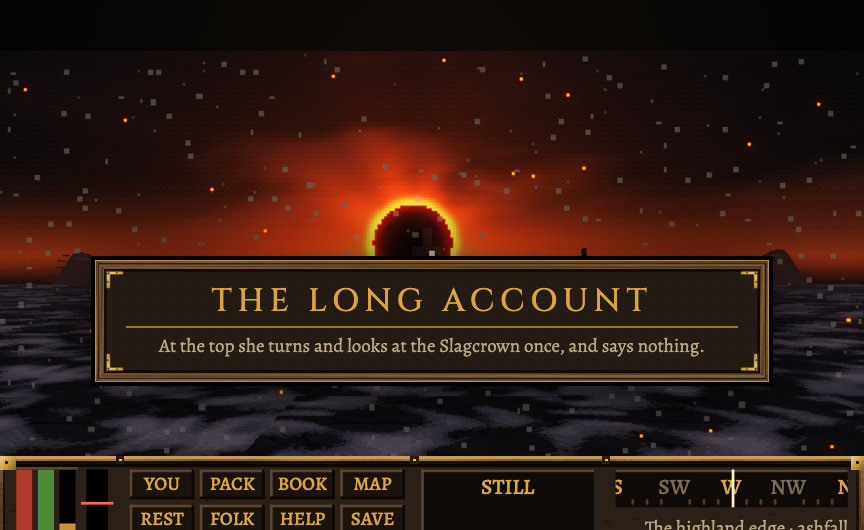 THE LONG ACCOUNT
At the top she turns and looks at the Slagcrown once, and says nothing.
YOU PACK BOOK MAP STILL S SW W NW N
REST FOLK HELP SAVE
The highland edge · ashfall